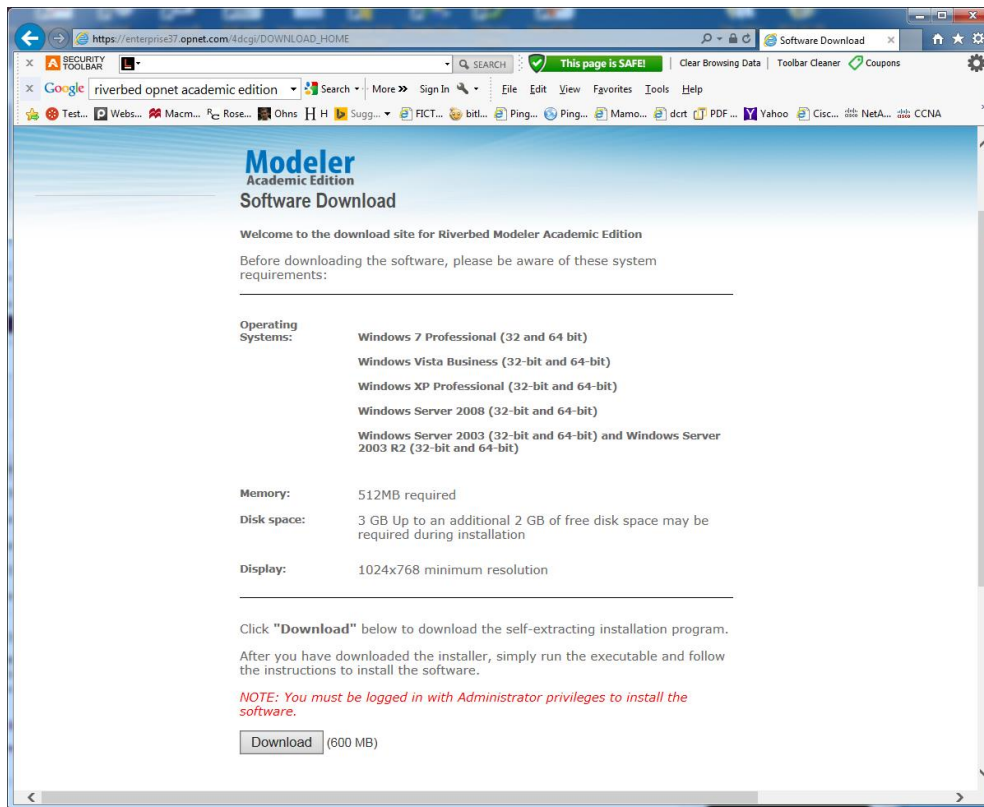 https://enterprise37.opnet.com/4dcgi/DOWNLOAD_HOME
Software Download
SECURITY TOOLBAR
SEARCH
This page is SAFE!
Clear Browsing Data
Toolbar Cleaner
Coupons
Google
riverbed opnet academic edition
Search
More »
Sign In
File Edit View Favorites Tools Help
Test... Webs... Macm... Rose... Ohns H H Sugg... FICT... bitl... Ping... Ping... Mamo... dcrt PDF ... Yahoo Cisc... NetA... CCNA
Modeler
Academic Edition
Software Download
Welcome to the download site for Riverbed Modeler Academic Edition
Before downloading the software, please be aware of these system
requirements:
Operating
Systems:
Windows 7 Professional (32 and 64 bit)
Windows Vista Business (32-bit and 64-bit)
Windows XP Professional (32-bit and 64-bit)
Windows Server 2008 (32-bit and 64-bit)
Windows Server 2003 (32-bit and 64-bit) and Windows Server
2003 R2 (32-bit and 64-bit)
Memory:
512MB required
Disk space:
3 GB Up to an additional 2 GB of free disk space may be
required during installation
Display:
1024x768 minimum resolution
Click "Download" below to download the self-extracting installation program.
After you have downloaded the installer, simply run the executable and follow
the instructions to install the software.
NOTE: You must be logged in with Administrator privileges to install the
software.
Download (600 MB)